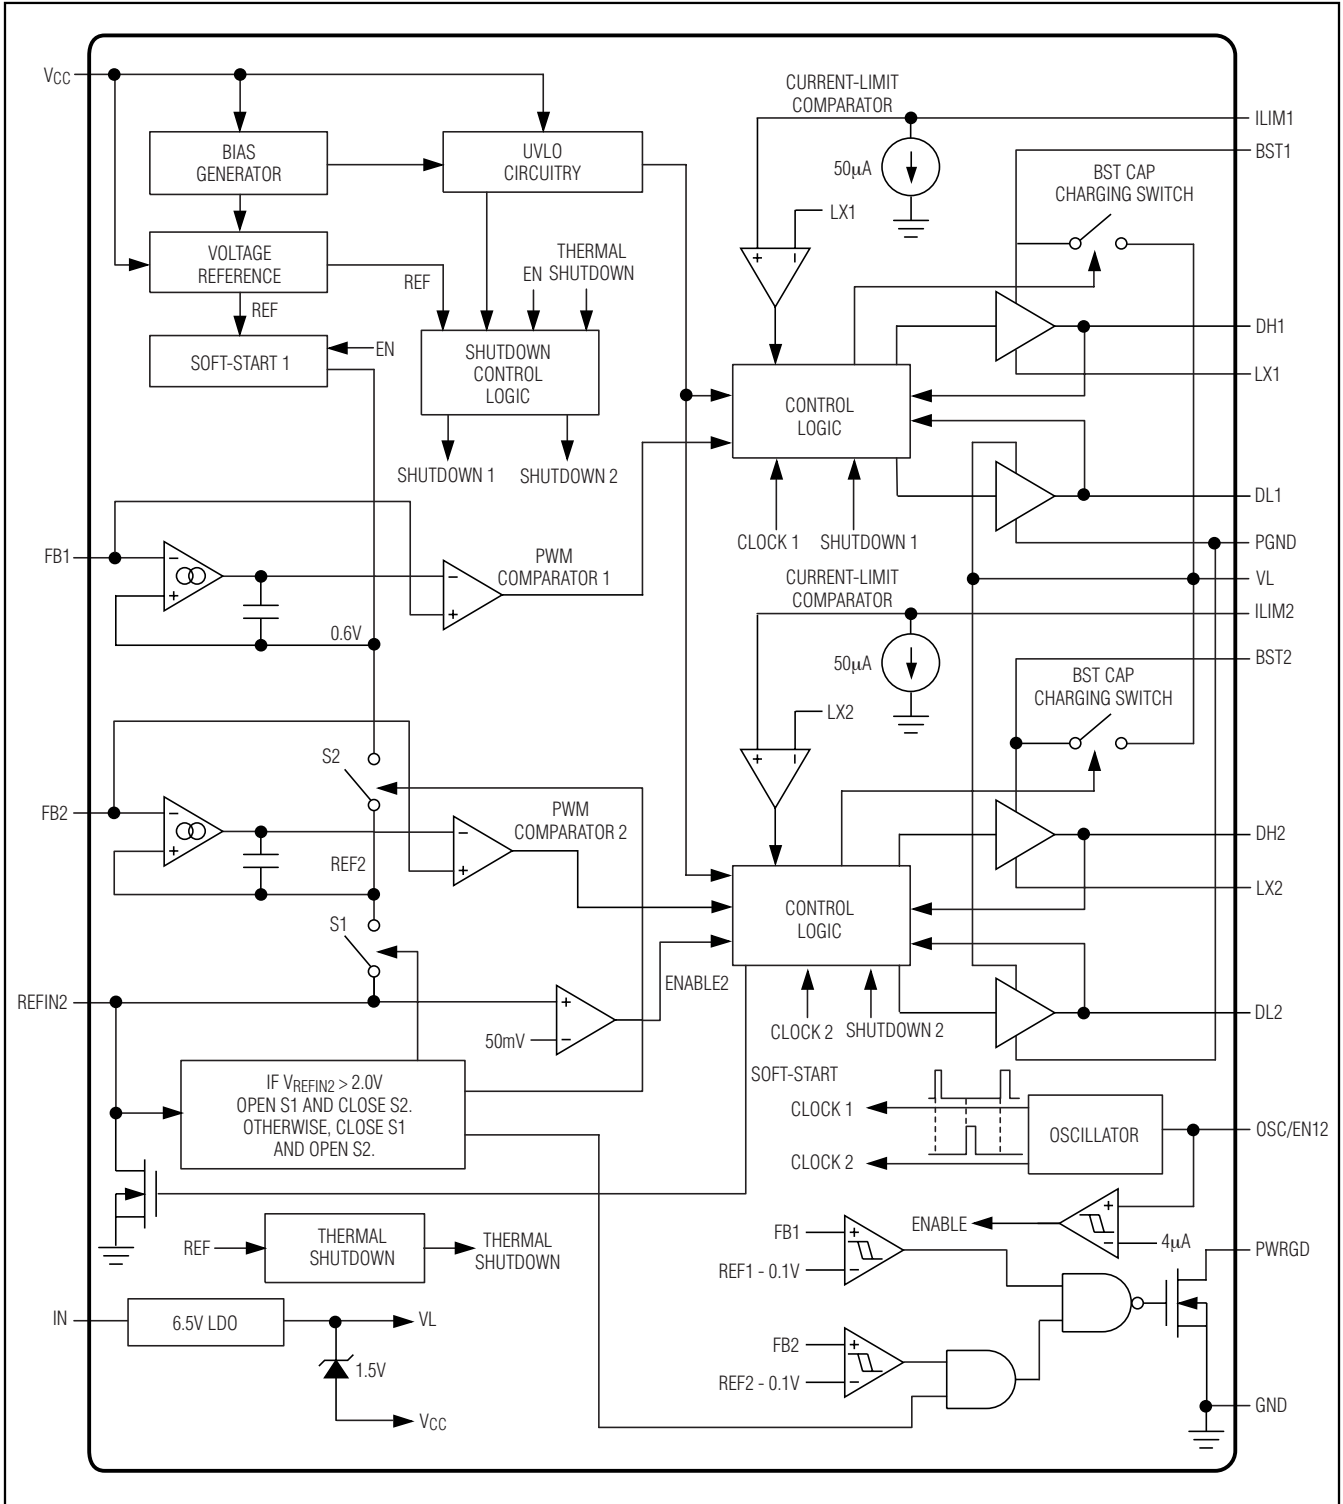 VCC
BIAS
GENERATOR
UVLO
CIRCUITRY
VOLTAGE
REFERENCE
REF
SOFT-START 1
EN
REF
EN
THERMAL
SHUTDOWN
SHUTDOWN
CONTROL
LOGIC
SHUTDOWN 1
SHUTDOWN 2
CURRENT-LIMIT
COMPARATOR
50µA
LX1
+
−
BST CAP
CHARGING SWITCH
ILIM1
BST1
DH1
LX1
CONTROL
LOGIC
CLOCK 1
SHUTDOWN 1
DL1
PGND
VL
FB1
−
+
0.6V
PWM
COMPARATOR 1
−
+
CURRENT-LIMIT
COMPARATOR
50µA
LX2
+
−
ILIM2
BST2
BST CAP
CHARGING SWITCH
S2
FB2
−
+
REF2
PWM
COMPARATOR 2
−
+
S1
REFIN2
+
50mV
−
ENABLE2
CONTROL
LOGIC
CLOCK 2
SHUTDOWN 2
DH2
LX2
DL2
IF VREFIN2 > 2.0V
OPEN S1 AND CLOSE S2.
OTHERWISE, CLOSE S1
AND OPEN S2.
SOFT-START
CLOCK 1
CLOCK 2
OSCILLATOR
OSC/EN12
ENABLE
+
−
4µA
REF
THERMAL
SHUTDOWN
THERMAL
SHUTDOWN
FB1
+
REF1 - 0.1V
−
PWRGD
IN
6.5V LDO
VL
1.5V
VCC
FB2
+
REF2 - 0.1V
−
GND